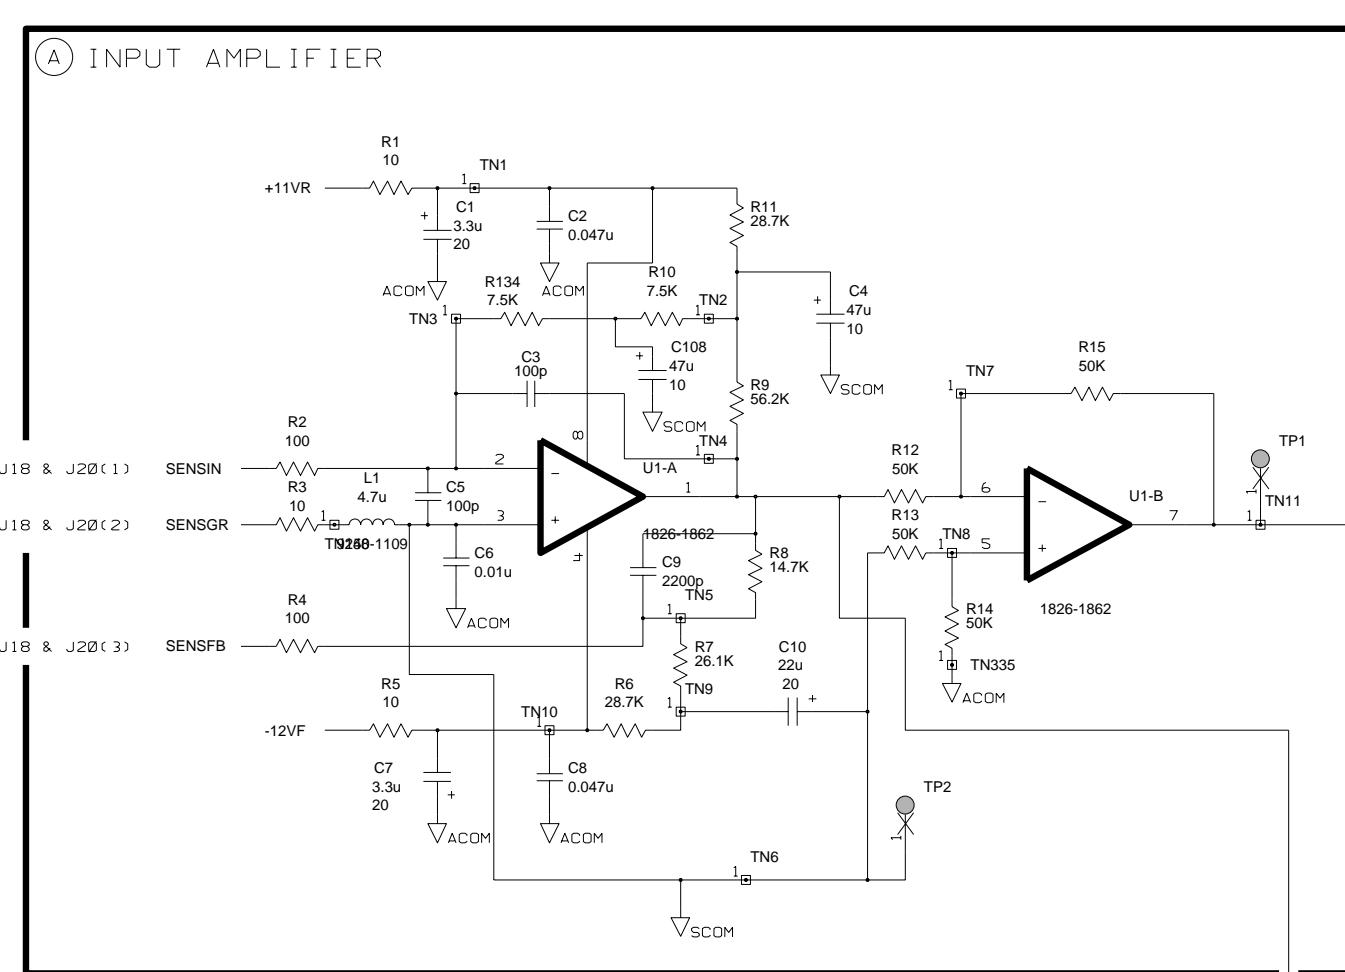 A INPUT AMPLIFIER
R1
10
TN1
+11VR
1
C1
3.3u
20
+
C2
0.047u
R11
28.7K
ACOM
ACOM
R134
7.5K
R10
7.5K
TN2
1
TN3
1
C4
47u
10
+
C108
47u
10
+
C3
100p
SCOM
R9
56.2K
SCOM
TN4
1
TN7
1
R15
50K
R2
100
J18 & J20(1) SENSIN
2
8
−
U1-A
R12
50K
TP1
1
R3
10
L1
4.7u
C5
100p
1
6
−
U1-B
TN11
1
J18 & J20(2) SENSGR
1
3
+
R13
50K
TN8
1
5
+
7
9140-1109
1826-1862
C6
0.01u
4
C9
2200p
R8
14.7K
1826-1862
R4
100
ACOM
TN5
1
R14
50K
J18 & J20(3) SENSFB
R7
26.1K
C10
22u
20
+
TN335
1
ACOM
R5
10
R6
28.7K
TN9
1
TN10
1
-12VF
C7
3.3u
20
+
C8
0.047u
ACOM
ACOM
TP2
1
TN6
1
SCOM